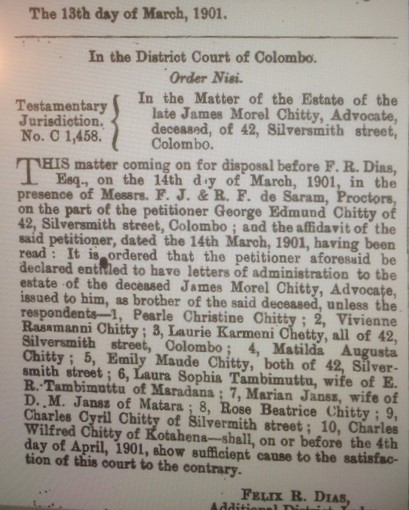 The 13th day of March, 1901.
In the District Court of Colombo.
Order Nisi.
Testamentary
Jurisdiction.
No. C 1,458.
In the Matter of the Estate of the
late James Morel Chitty, Advocate,
deceased, of 42, Silversmith street,
Colombo.
THIS matter coming on for disposal before F. R. Dias,
Esq., on the 14th day of March, 1901, in the
presence of Messrs. F. J. & R. F. de Saram, Proctors,
on the part of the petitioner George Edmund Chitty of
42, Silversmith street, Colombo ; and the affidavit of the
said petitioner, dated the 14th March, 1901, having been
read : It is ordered that the petitioner aforesaid be
declared entitled to have letters of administration to the
estate of the deceased James Morel Chitty, Advocate,
issued to him, as brother of the said deceased, unless the
respondents—1, Pearle Christine Chitty ; 2, Vivienne
Rasamanni Chitty ; 3, Laurie Karmeni Chetty, all of 42,
Silversmith street, Colombo ; 4, Matilda Augusta
Chitty ; 5, Emily Maude Chitty, both of 42, Silver-
smith street ; 6, Laura Sophia Tambimuttu, wife of E.
R. Tambimuttu of Maradana ; 7, Marian Jansz, wife of
D. M. Jansz of Matara ; 8, Rose Beatrice Chitty ; 9,
Charles Cyril Chitty of Silvermith street ; 10, Charles
Wilfred Chitty of Kotahena—shall, on or before the 4th
day of April, 1901, show sufficient cause to the satisfac-
tion of this court to the contrary.
FELIX R. DIAS,
Additional District